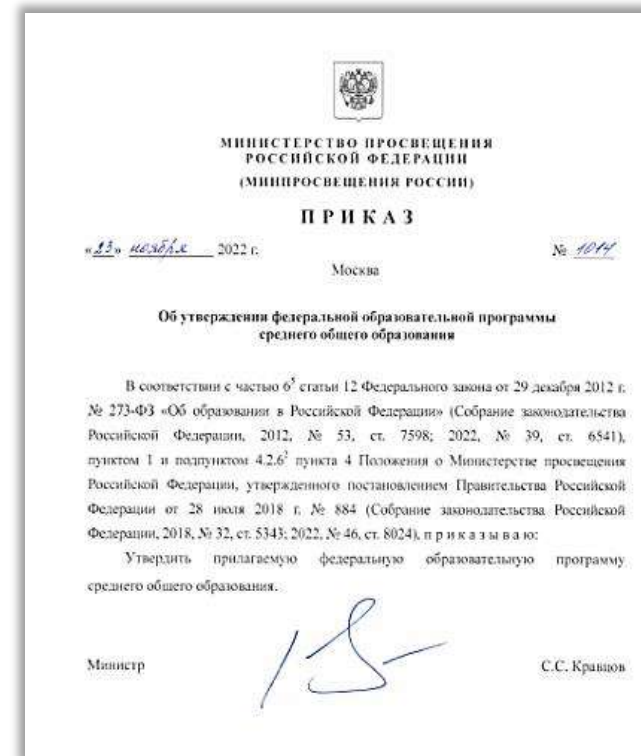 МИНИСТЕРСТВО ПРОСВЕЩЕНИЯ
РОССИЙСКОЙ ФЕДЕРАЦИИ
(МИНПРОСВЕЩЕНИЯ РОССИИ)
ПРИКАЗ
«23» ноября 2022 г. № 1014
Москва
Об утверждении федеральной образовательной программы
среднего общего образования
В соответствии с частью 6⁵ статьи 12 Федерального закона от 29 декабря 2012 г.
№ 273-ФЗ «Об образовании в Российской Федерации» (Собрание законодательства
Российской Федерации, 2012, № 53, ст. 7598; 2022, № 39, ст. 6541),
пунктом 1 и подпунктом 4.2.6² пункта 4 Положения о Министерстве просвещения
Российской Федерации, утвержденного постановлением Правительства Российской
Федерации от 28 июля 2018 г. № 884 (Собрание законодательства Российской
Федерации, 2018, № 32, ст. 5343; 2022, № 46, ст. 8024), п р и к а з ы в а ю:
Утвердить прилагаемую федеральную образовательную программу
среднего общего образования.
Министр С.С. Кравцов